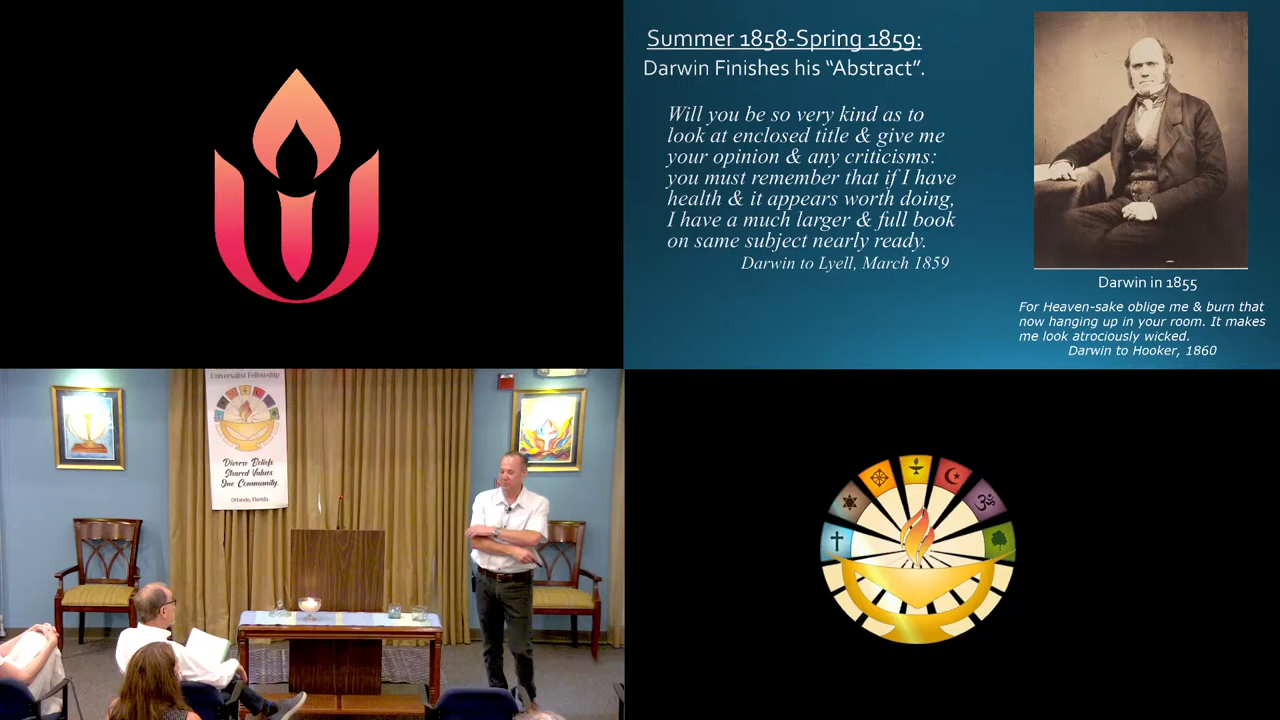 Summer 1858-Spring 1859:
Darwin Finishes his “Abstract”.
Will you be so very kind as to
look at enclosed title & give me
your opinion & any criticisms:
you must remember that if I have
health & it appears worth doing,
I have a much larger & full book
on same subject nearly ready.
Darwin to Lyell, March 1859
Darwin in 1855
For Heaven-sake oblige me & burn that
now hanging up in your room. It makes
me look atrociously wicked.
Darwin to Hooker, 1860
Universalist Fellowship
Diverse Beliefs
Shared Values
One Community.
Orlando, Florida